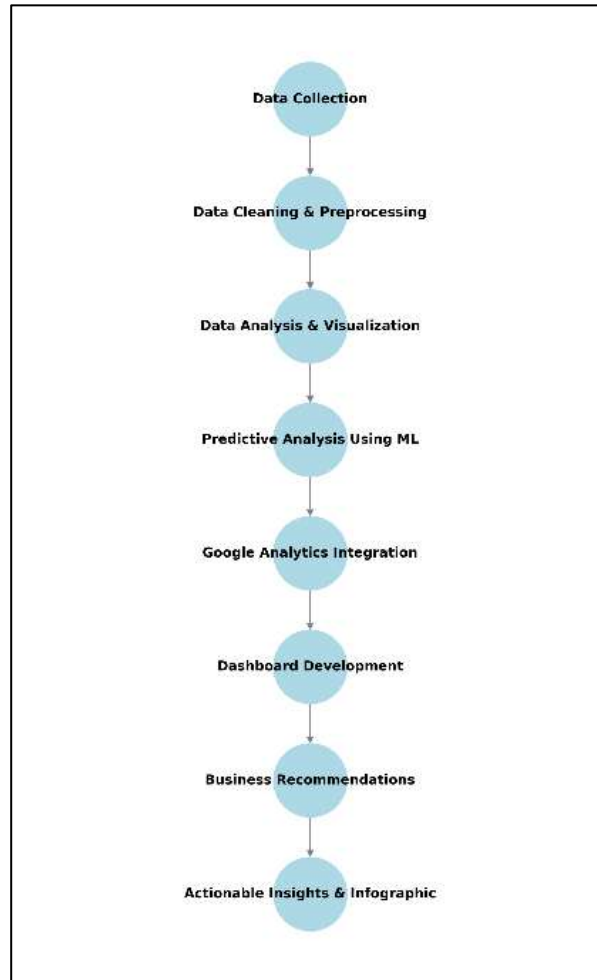 Data Collection
Data Cleaning & Preprocessing
Data Analysis & Visualization
Predictive Analysis Using ML
Google Analytics Integration
Dashboard Development
Business Recommendations
Actionable Insights & Infographic